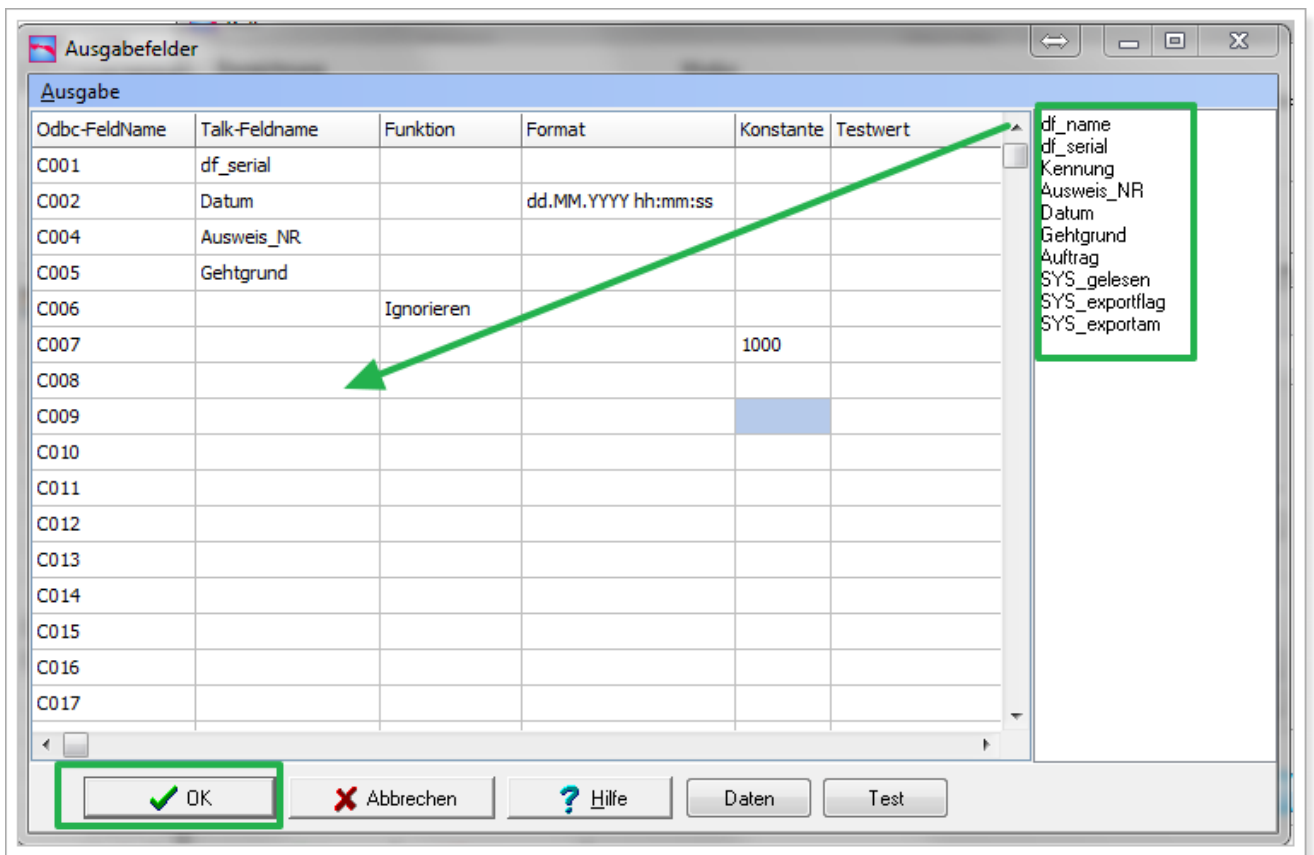 Ausgabefelder
Ausgabe
Odbc-FeldName Talk-Feldname Funktion Format Konstante Testwert
C001 df_serial
C002 Datum dd.MM.YYYY hh:mm:ss
C004 Ausweis_NR
C005 Gehtgrund
C006 Ignorieren
C007 1000
C008
C009
C010
C011
C012
C013
C014
C015
C016
C017
df_name
df_serial
Kennung
Ausweis_NR
Datum
Gehtgrund
Auftrag
SYS_gelesen
SYS_exportflag
SYS_exportam
OK Abbrechen Hilfe Daten Test